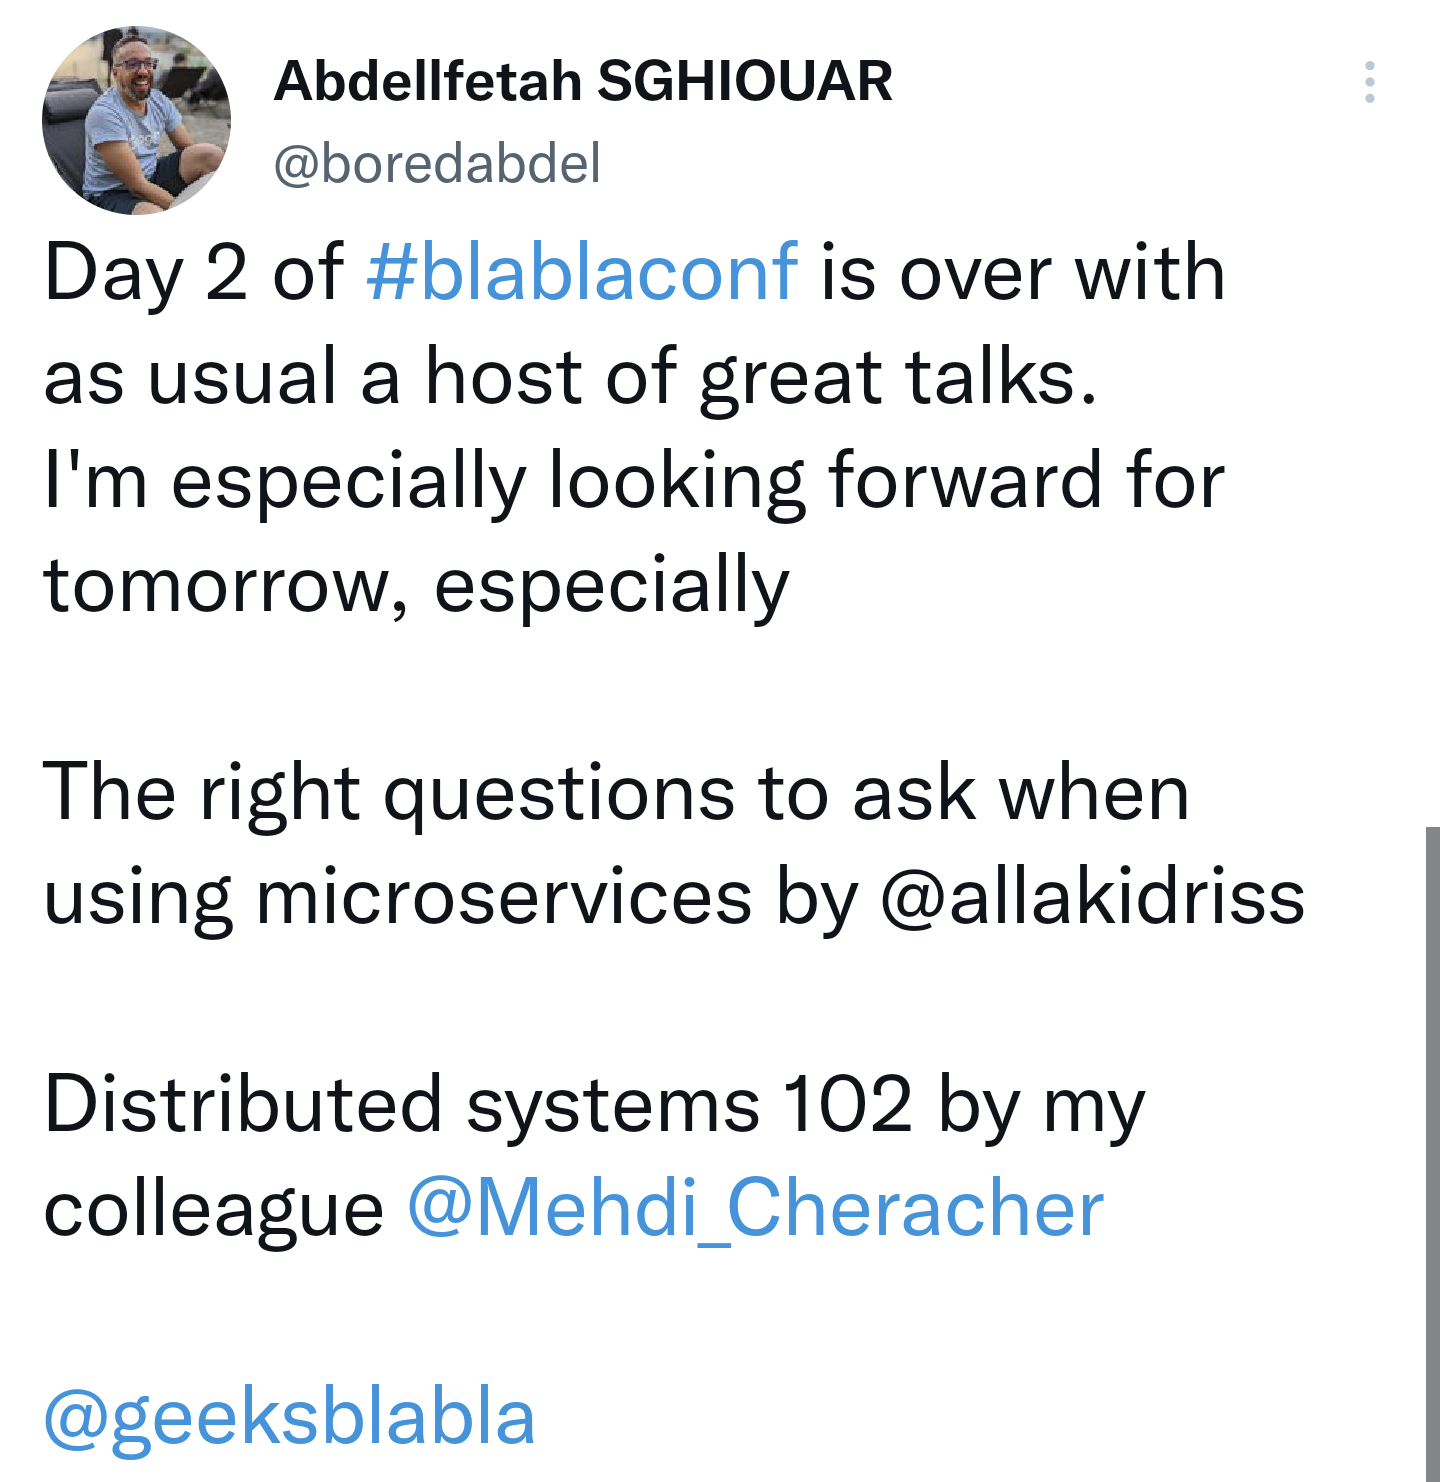 Abdellfetah SGHIOUAR
@boredabdel
Day 2 of #blablaconf is over with
as usual a host of great talks.
I'm especially looking forward for
tomorrow, especially
The right questions to ask when
using microservices by @allakidriss
Distributed systems 102 by my
colleague @Mehdi_Cheracher
@geeksblabla